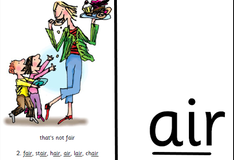 that's not fair
2. fair, stair, hair, air, lair, chair
air